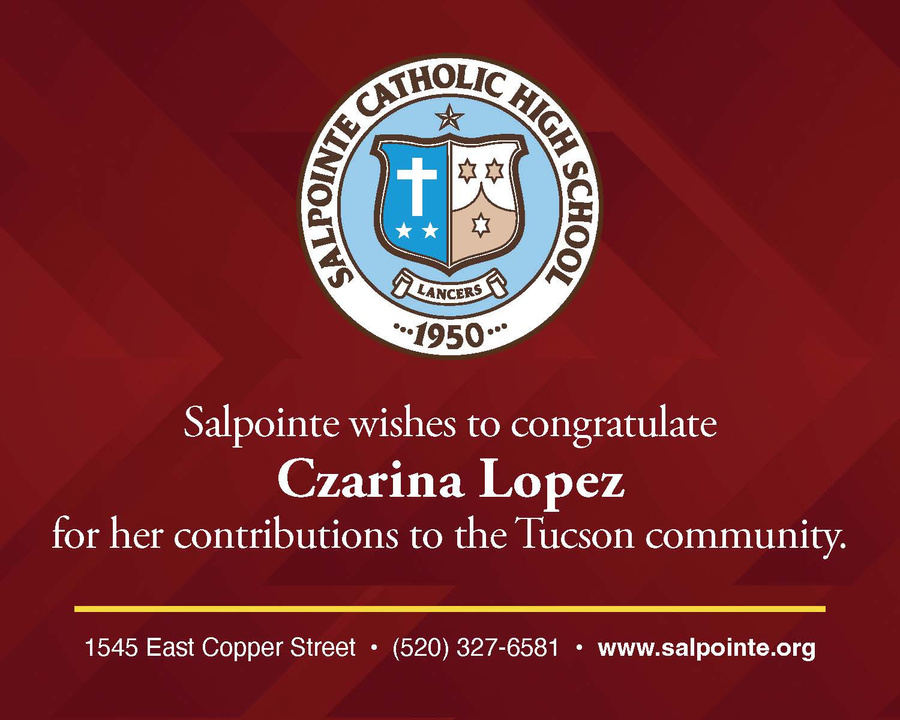 SALPOINTE CATHOLIC HIGH SCHOOL
LANCERS
•••1950•••
Salpointe wishes to congratulate
Czarina Lopez
for her contributions to the Tucson community.
1545 East Copper Street • (520) 327-6581 • www.salpointe.org